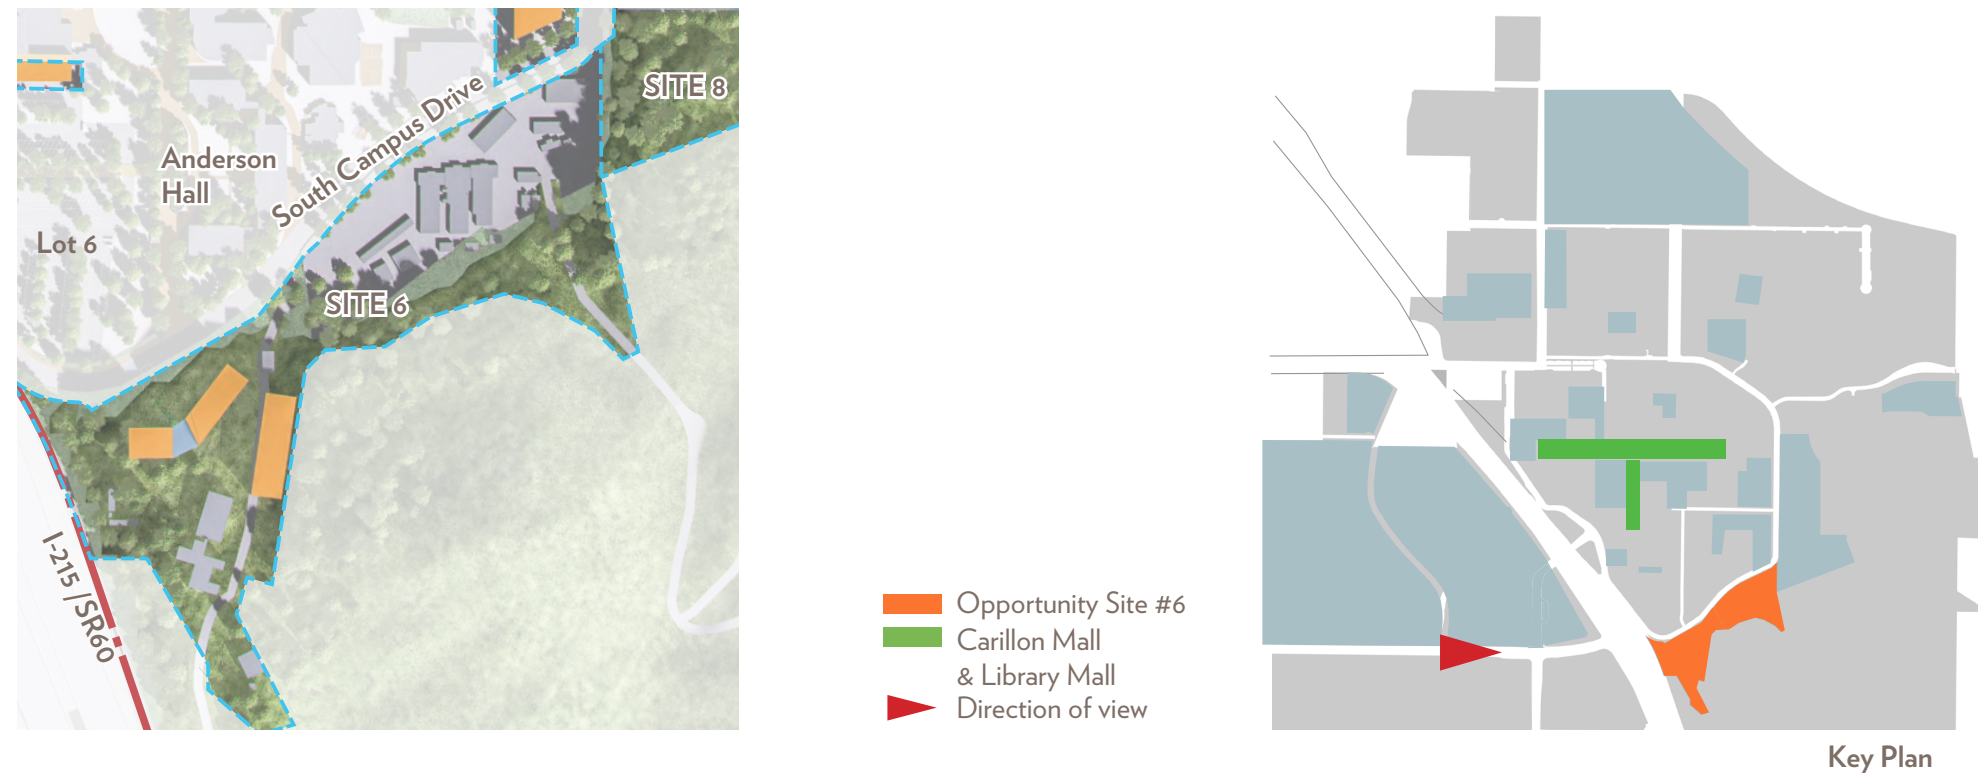 SITE 8
South Campus Drive
Anderson
Hall
Lot 6
SITE 6
I-215 /SR60
Opportunity Site #6
Carillon Mall
& Library Mall
Direction of view
Key Plan